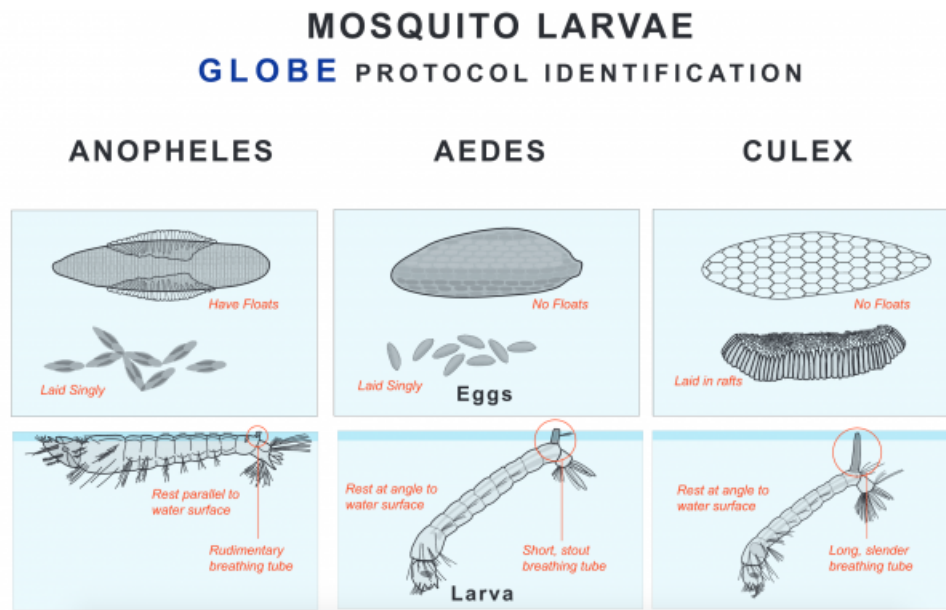 MOSQUITO LARVAE
GLOBE PROTOCOL IDENTIFICATION
ANOPHELES
AEDES
CULEX
Have Floats
Laid Singly
No Floats
Laid Singly
Eggs
No Floats
Laid in rafts
Rest parallel to
water surface
Rudimentary
breathing tube
Rest at angle to
water surface
Short, stout
breathing tube
Larva
Rest at angle to
water surface
Long, slender
breathing tube